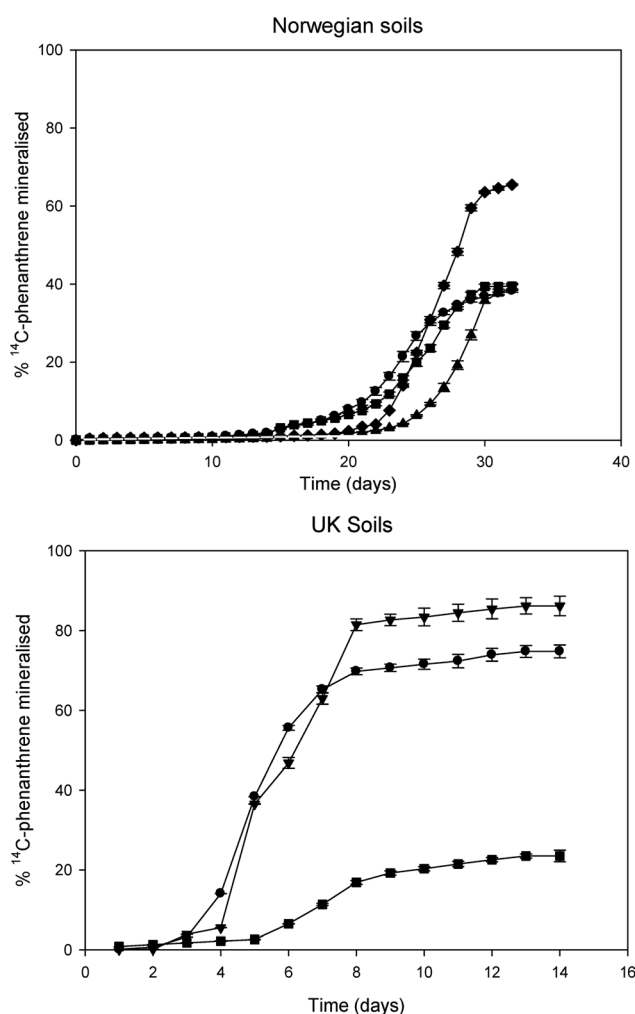 Norwegian soils
100
80
60
40
20
0
% ¹⁴C-phenanthrene mineralised
0 10 20 30 40
Time (days)
UK Soils
100
80
60
40
20
0
% ¹⁴C-phenanthrene mineralised
0 2 4 6 8 10 12 14 16
Time (days)